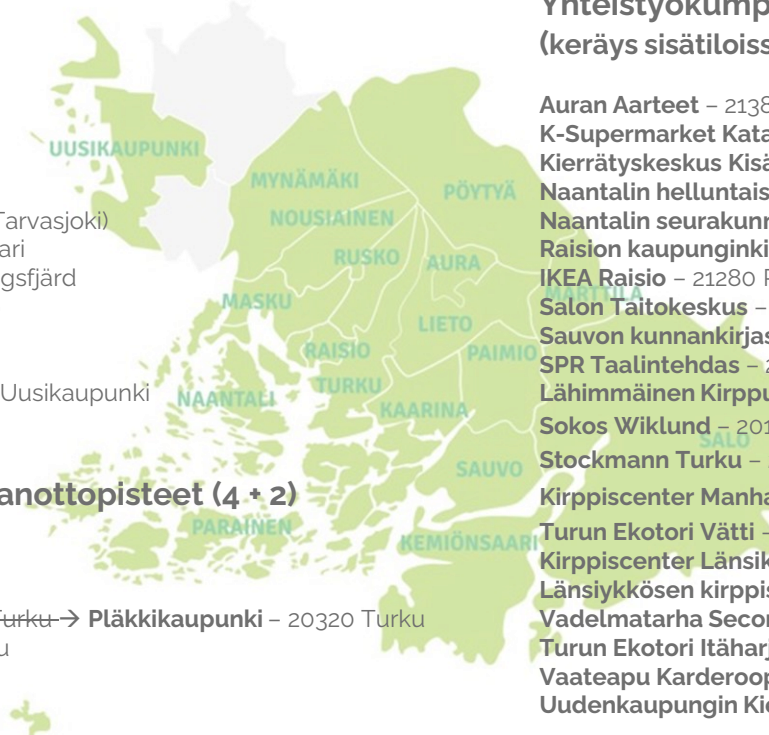 Yhteistyökump
(keräys sisätiloiss
Auran Aarteet – 2138
K-Supermarket Kata
Kierrätyskeskus Kisä
Naantalin helluntais
Naantalin seurakunn
Raision kaupunginki
IKEA Raisio – 21280 R
Salon Taitokeskus –
Sauvon kunnankirjas
SPR Taalintehdas – 2
Lähimmäinen Kirppu
Sokos Wiklund – 201
Stockmann Turku –
Kirppiscenter Manha
Turun Ekotori Vätti –
Kirppiscenter Länsik
Länsiykkösen kirppis
Vadelmatarha Secon
Turun Ekotori Itäharj
Vaateapu Karderoop
Uudenkaupungin Kie
Tarvasjoki)
ari
gsfjärd
Uusikaupunki
anottopisteet (4 + 2)
Turku → Pläkkikaupunki – 20320 Turku
u
UUSIKAUPUNKI
MYNÄMÄKI
PÖYTYÄ
NOUSIAINEN
RUSKO
AURA
MARTTILA
MASKU
LIETO
RAISIO
PAIMIO
NAANTALI
TURKU
KAARINA
SALO
SAUVO
PARAINEN
KEMIÖNSAARI